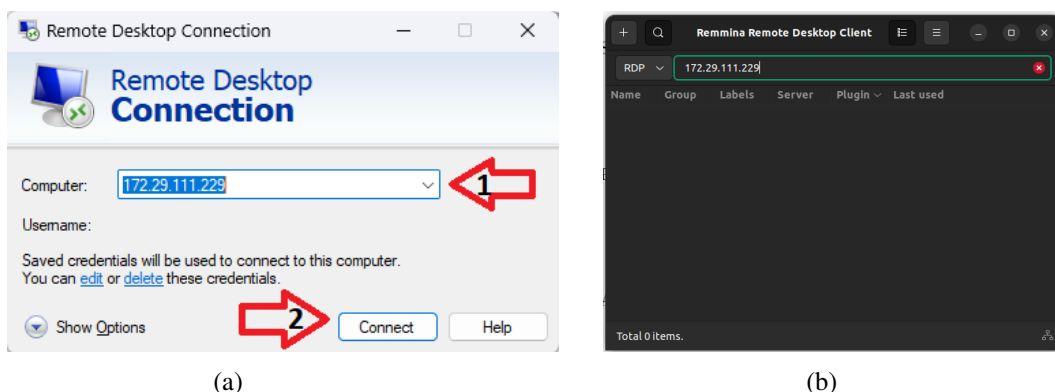 Remote Desktop Connection
Remote Desktop
Connection
Computer: 172.29.111.229
1
Username:
Saved credentials will be used to connect to this computer.
You can edit or delete these credentials.
Show Options
2
Connect
Help
(a)
Remmina Remote Desktop Client
RDP 172.29.111.229
Name Group Labels Server Plugin Last used
Total 0 items.
(b)